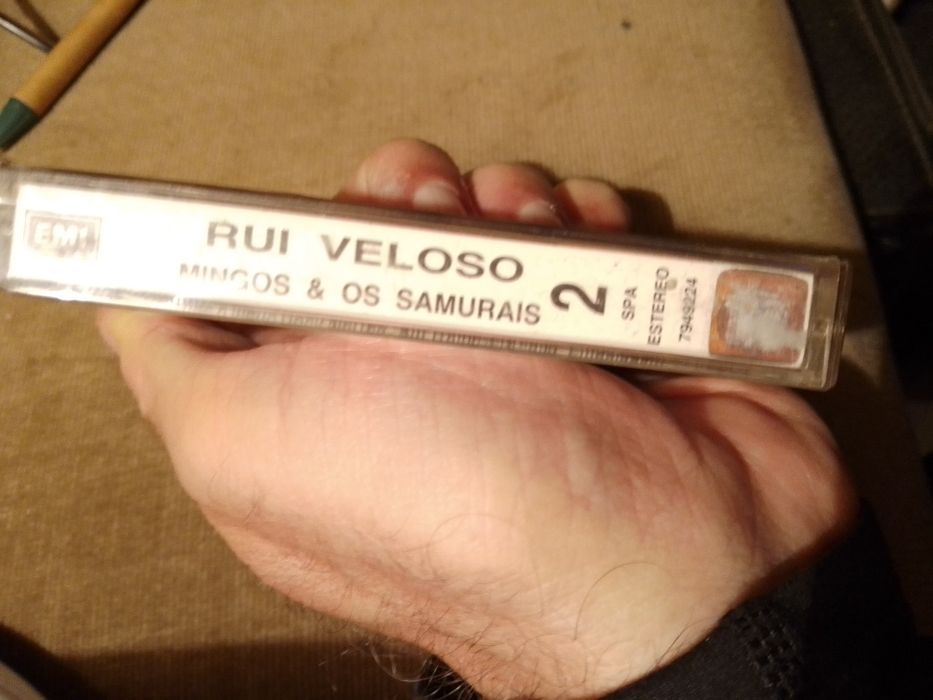 EMI
RUI VELOSO
MINGOS & OS SAMURAIS
2
SPA
ESTEREO
7949224